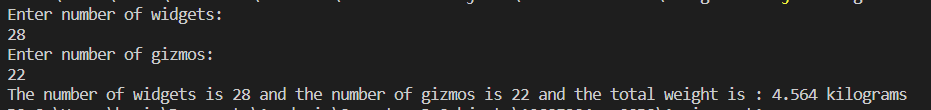 Enter number of widgets:
28
Enter number of gizmos:
22
The number of widgets is 28 and the number of gizmos is 22 and the total weight is : 4.564 kilograms